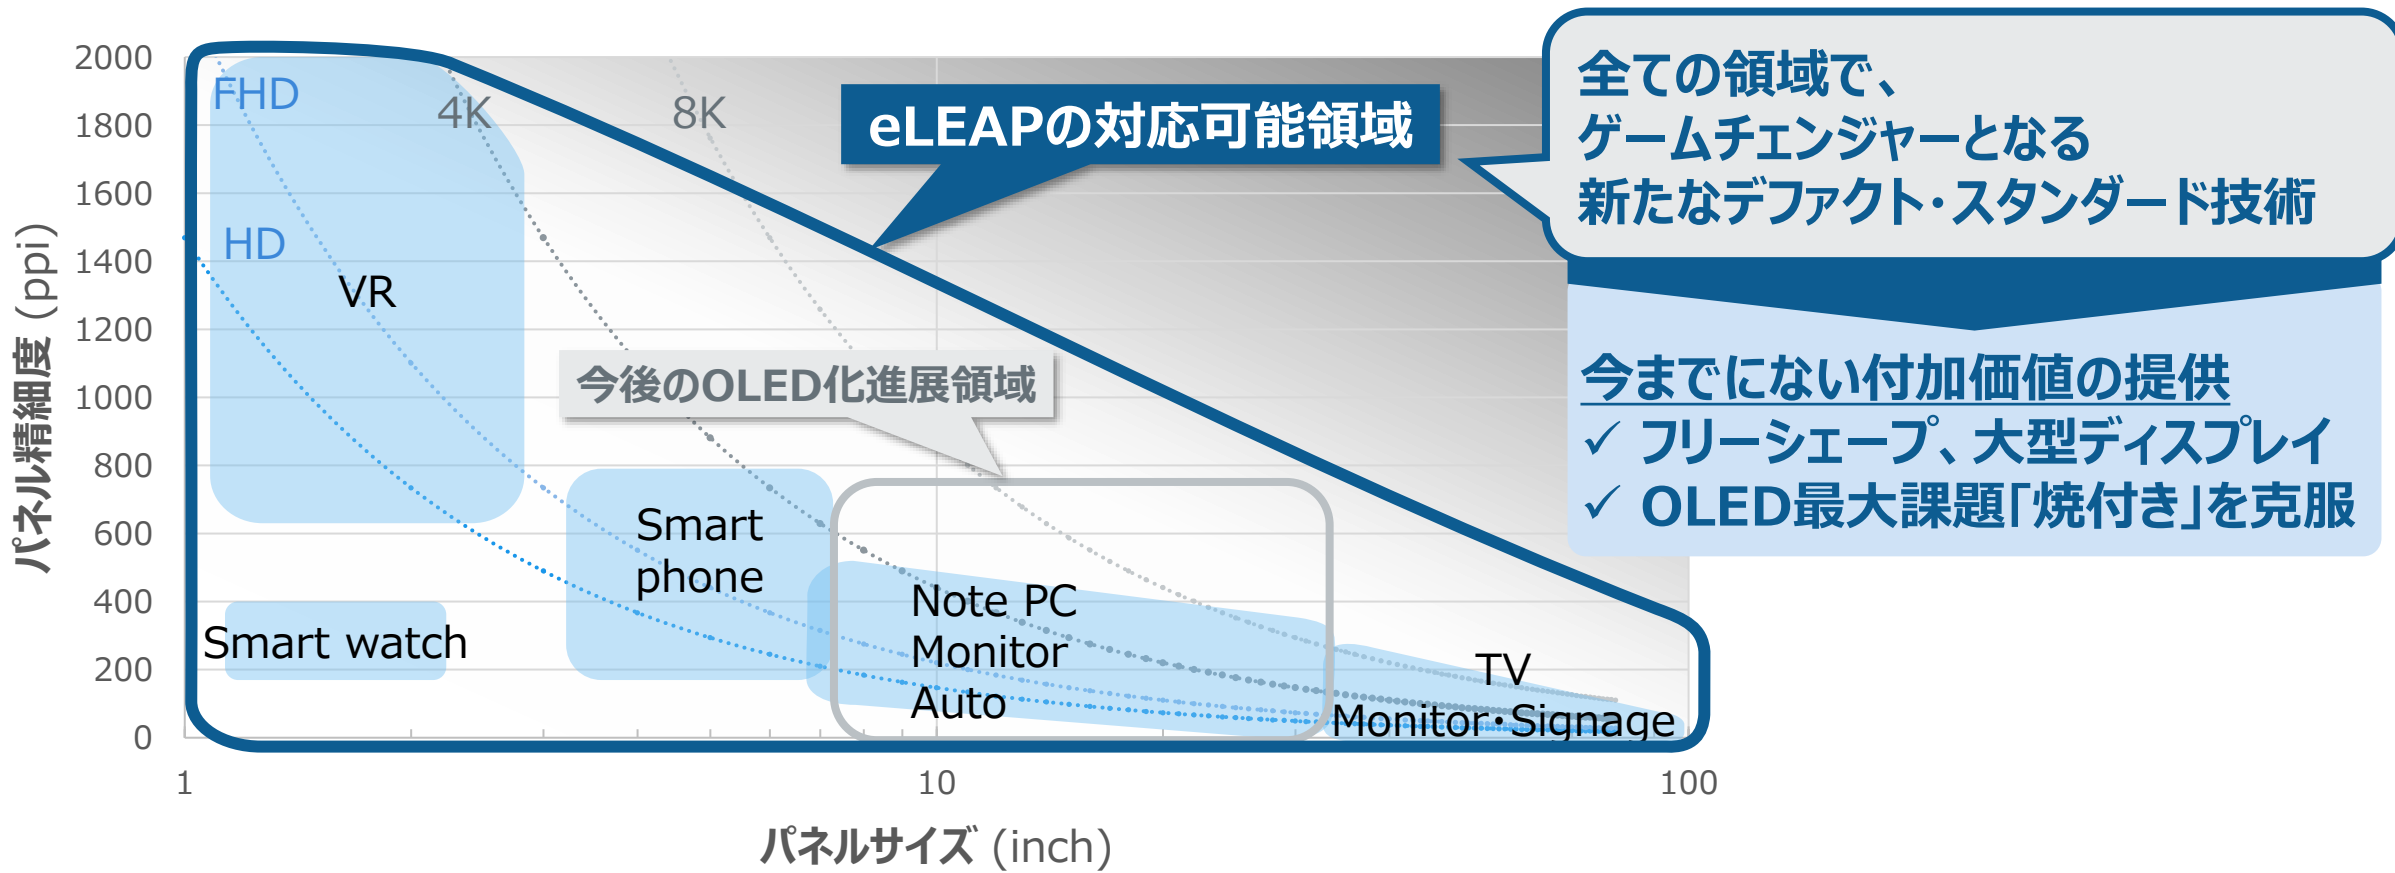 パネル精細度 (ppi)
2000
1800
1600
1400
1200
1000
800
600
400
200
0
FHD
HD
4K
8K
VR
Smart watch
Smart
phone
Note PC
Monitor
Auto
TV
Monitor・Signage
eLEAPの対応可能領域
今後のOLED化進展領域
1
10
100
パネルサイズ (inch)
全ての領域で、
ゲームチェンジャーとなる
新たなデファクト・スタンダード技術
今までにない付加価値の提供
✓ フリーシェープ、大型ディスプレイ
✓ OLED最大課題「焼付き」を克服